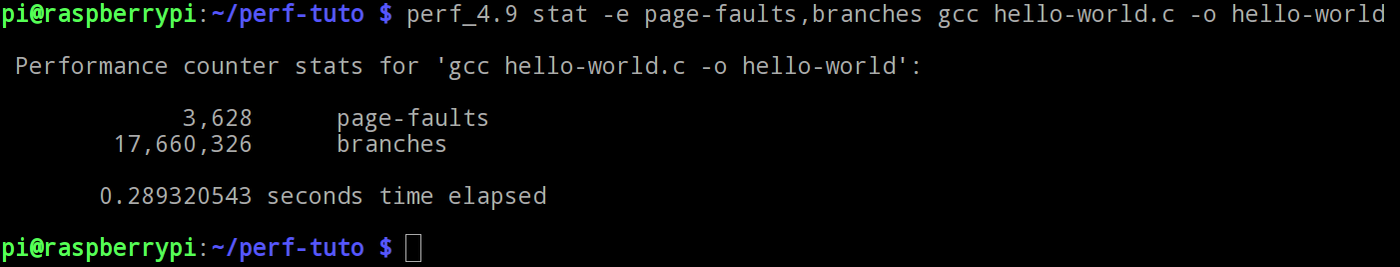 pi@raspberrypi:~/perf-tuto $ perf_4.9 stat -e page-faults,branches gcc hello-world.c -o hello-world
Performance counter stats for 'gcc hello-world.c -o hello-world':
3,628 page-faults
17,660,326 branches
0.289320543 seconds time elapsed
pi@raspberrypi:~/perf-tuto $